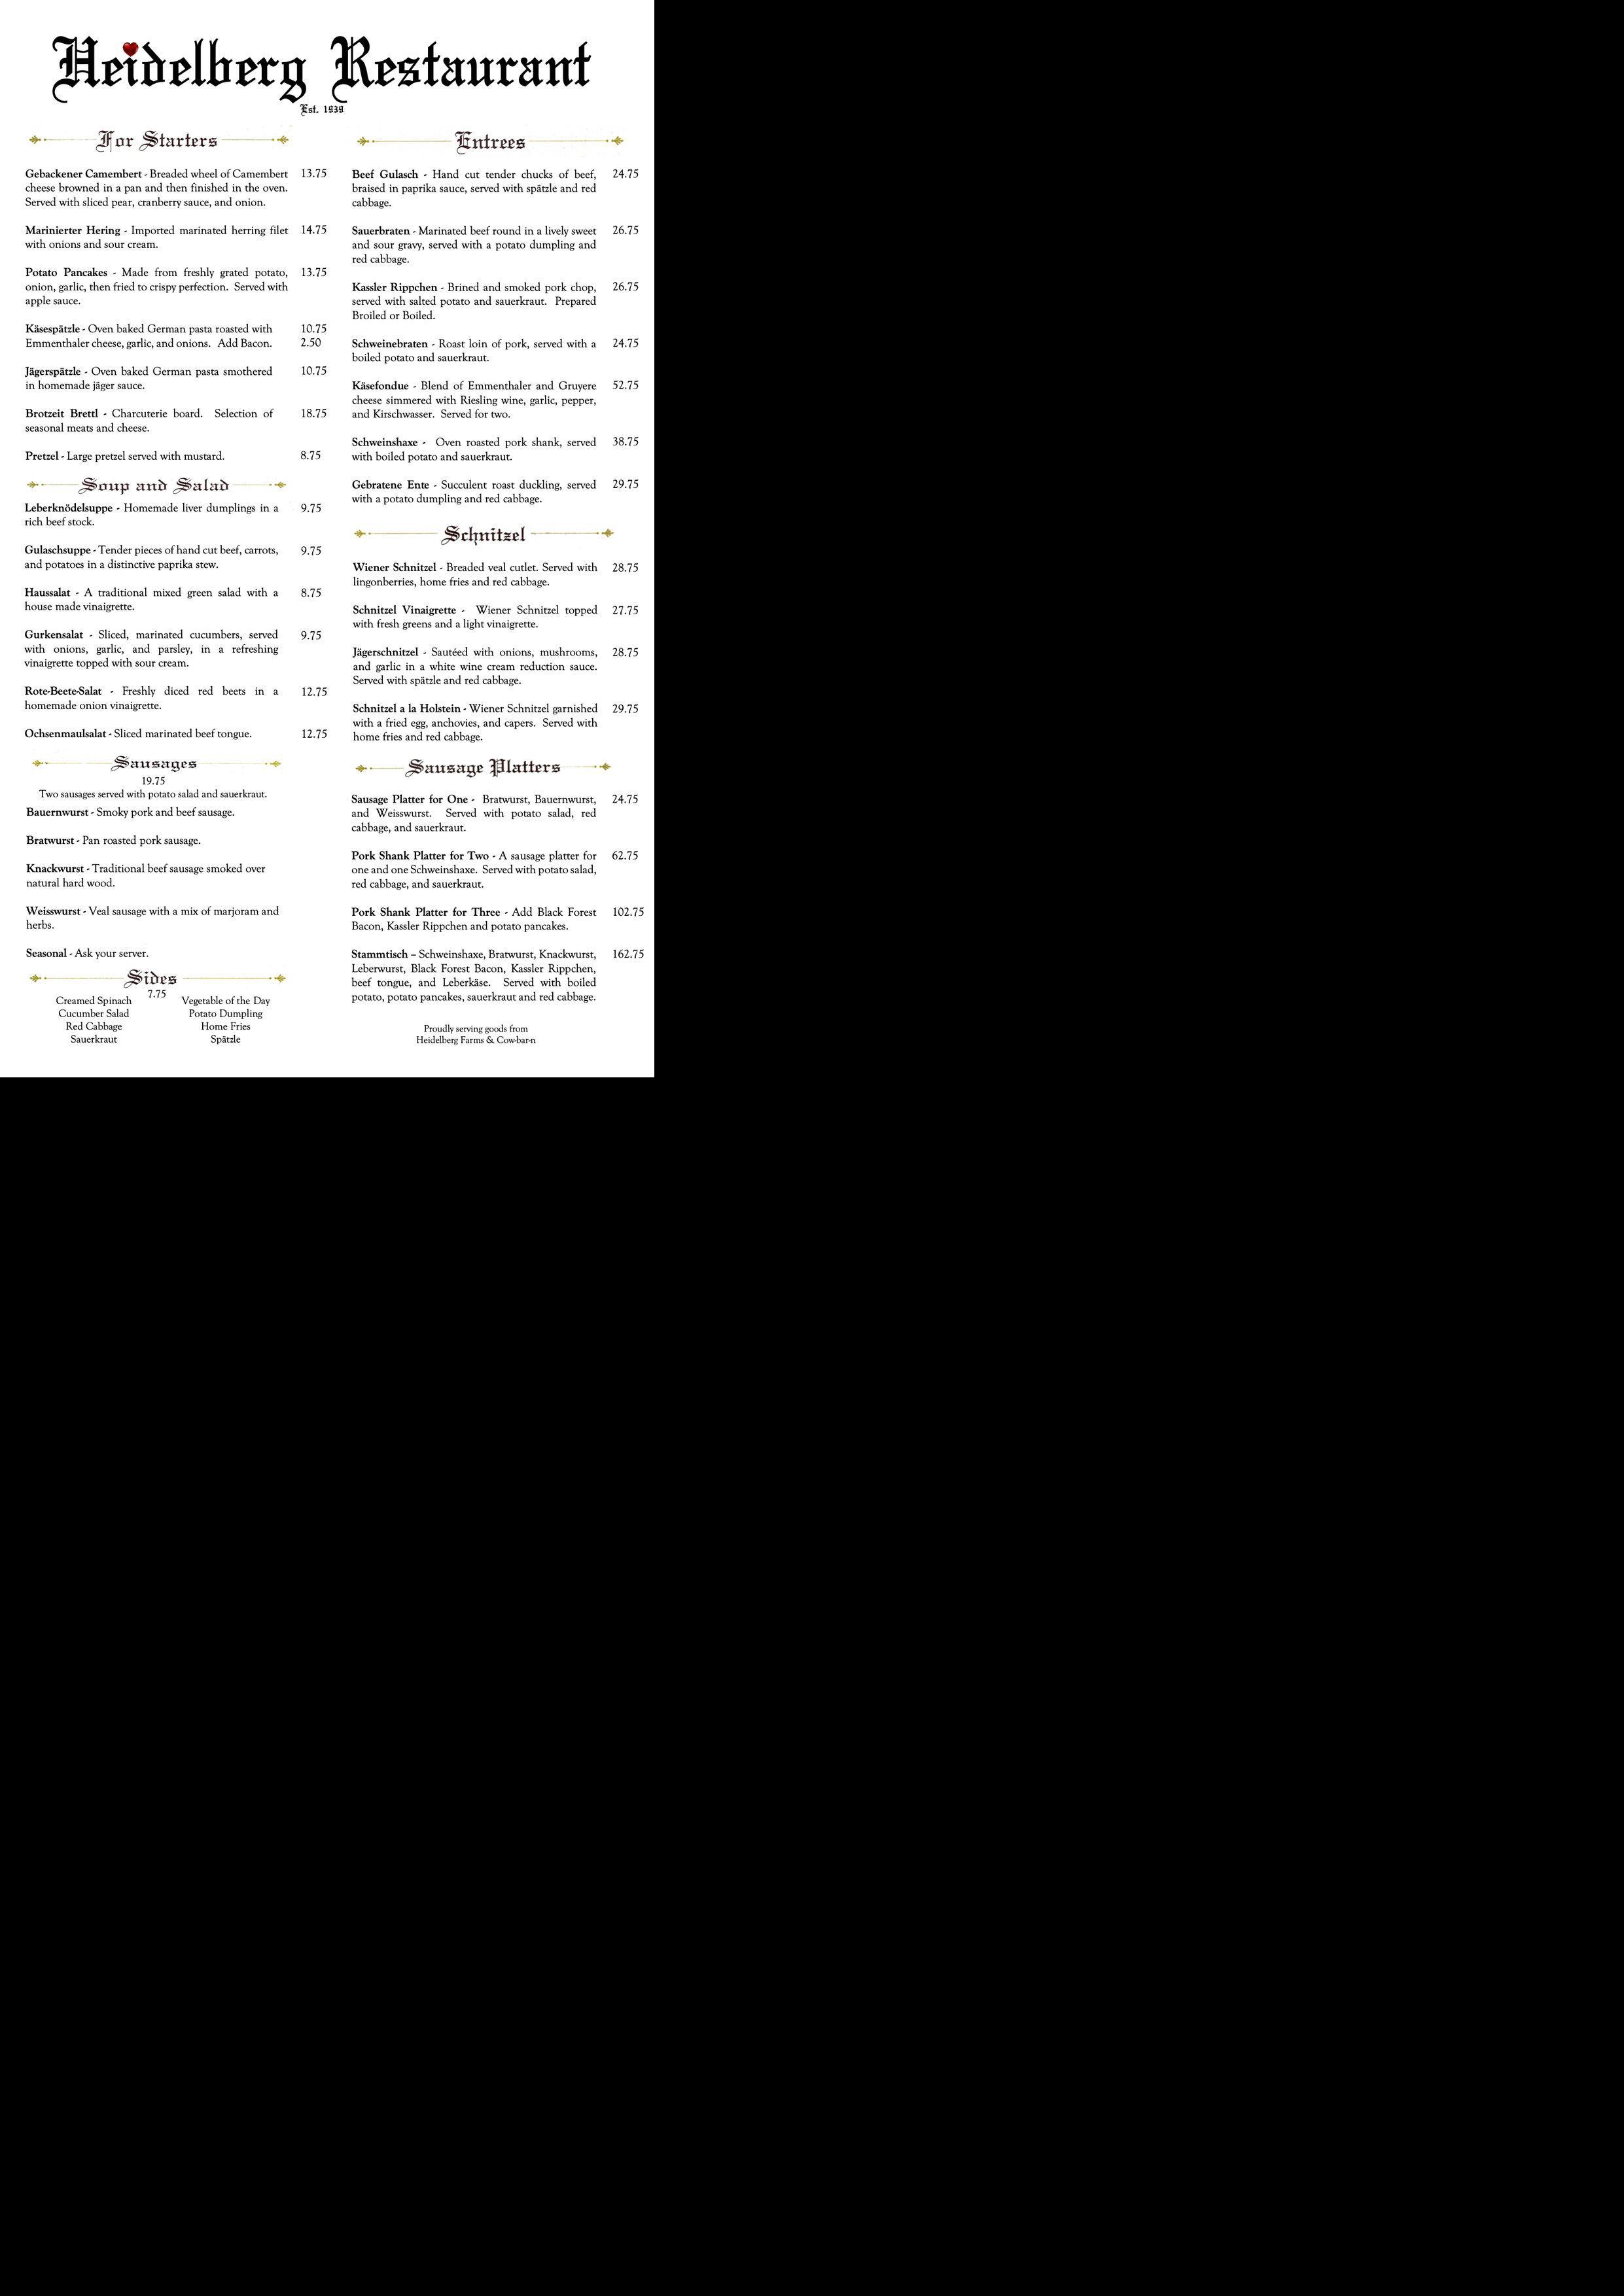 Heidelberg Restaurant
Est. 1939
For Starters
Gebackener Camembert - Breaded wheel of Camembert 13.75
cheese browned in a pan and then finished in the oven.
Served with sliced pear, cranberry sauce, and onion.
Marinierter Hering - Imported marinated herring filet 14.75
with onions and sour cream.
Potato Pancakes - Made from freshly grated potato, 13.75
onion, garlic, then fried to crispy perfection. Served with
apple sauce.
Käsespätzle - Oven baked German pasta roasted with 10.75
Emmenthaler cheese, garlic, and onions. Add Bacon. 2.50
Jägerspätzle - Oven baked German pasta smothered 10.75
in homemade jäger sauce.
Brotzeit Brettl - Charcuterie board. Selection of 18.75
seasonal meats and cheese.
Pretzel - Large pretzel served with mustard. 8.75
Soup and Salad
Leberknödelsuppe - Homemade liver dumplings in a 9.75
rich beef stock.
Gulaschsuppe - Tender pieces of hand cut beef, carrots, 9.75
and potatoes in a distinctive paprika stew.
Haussalat - A traditional mixed green salad with a 8.75
house made vinaigrette.
Gurkensalat - Sliced, marinated cucumbers, served 9.75
with onions, garlic, and parsley, in a refreshing
vinaigrette topped with sour cream.
Rote-Beete-Salat - Freshly diced red beets in a 12.75
homemade onion vinaigrette.
Ochsenmaulsalat - Sliced marinated beef tongue. 12.75
Sausages
19.75
Two sausages served with potato salad and sauerkraut.
Bauernwurst - Smoky pork and beef sausage.
Bratwurst - Pan roasted pork sausage.
Knackwurst - Traditional beef sausage smoked over
natural hard wood.
Weisswurst - Veal sausage with a mix of marjoram and
herbs.
Seasonal - Ask your server.
Sides
7.75
Creamed Spinach
Cucumber Salad
Red Cabbage
Sauerkraut
Vegetable of the Day
Potato Dumpling
Home Fries
Spätzle
Entrees
Beef Gulasch - Hand cut tender chucks of beef, 24.75
braised in paprika sauce, served with spätzle and red
cabbage.
Sauerbraten - Marinated beef round in a lively sweet 26.75
and sour gravy, served with a potato dumpling and
red cabbage.
Kassler Rippchen - Brined and smoked pork chop, 26.75
served with salted potato and sauerkraut. Prepared
Broiled or Boiled.
Schweinebraten - Roast loin of pork, served with a 24.75
boiled potato and sauerkraut.
Käsefondue - Blend of Emmenthaler and Gruyere 52.75
cheese simmered with Riesling wine, garlic, pepper,
and Kirschwasser. Served for two.
Schweinshaxe - Oven roasted pork shank, served 38.75
with boiled potato and sauerkraut.
Gebratene Ente - Succulent roast duckling, served 29.75
with a potato dumpling and red cabbage.
Schnitzel
Wiener Schnitzel - Breaded veal cutlet. Served with 28.75
lingonberries, home fries and red cabbage.
Schnitzel Vinaigrette - Wiener Schnitzel topped 27.75
with fresh greens and a light vinaigrette.
Jägerschnitzel - Sautéed with onions, mushrooms, 28.75
and garlic in a white wine cream reduction sauce.
Served with spätzle and red cabbage.
Schnitzel a la Holstein - Wiener Schnitzel garnished 29.75
with a fried egg, anchovies, and capers. Served with
home fries and red cabbage.
Sausage Platters
Sausage Platter for One - Bratwurst, Bauernwurst, 24.75
and Weisswurst. Served with potato salad, red
cabbage, and sauerkraut.
Pork Shank Platter for Two - A sausage platter for 62.75
one and one Schweinshaxe. Served with potato salad,
red cabbage, and sauerkraut.
Pork Shank Platter for Three - Add Black Forest 102.75
Bacon, Kassler Rippchen and potato pancakes.
Stammtisch – Schweinshaxe, Bratwurst, Knackwurst, 162.75
Leberwurst, Black Forest Bacon, Kassler Rippchen,
beef tongue, and Leberkäse. Served with boiled
potato, potato pancakes, sauerkraut and red cabbage.
Proudly serving goods from
Heidelberg Farms & Cow-bar-n